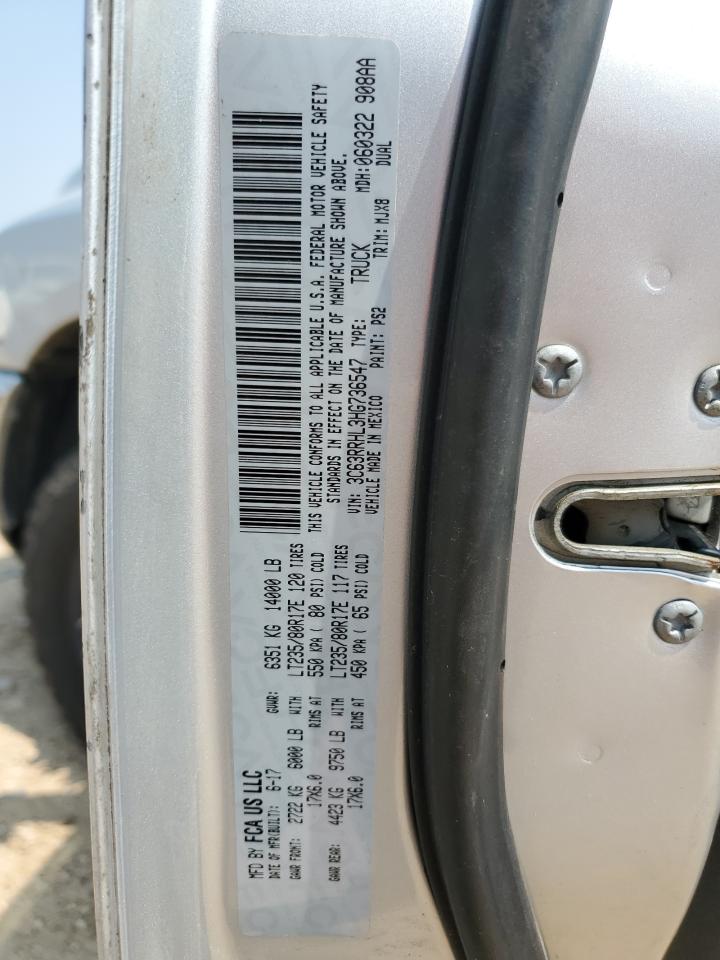 MFD BY FCA US LLC
DATE OF MFR(BUILT): 6-17 GVWR: 6351 KG 14000 LB
GAWR FRONT: 2722 KG 6000 LB WITH LT235/80R17E 120 TIRES
17X6.0 RIMS AT 550 KPA ( 80 PSI) COLD
GAWR REAR: 4423 KG 9750 LB WITH LT235/80R17E 117 TIRES
17X6.0 RIMS AT 450 KPA ( 65 PSI) COLD
THIS VEHICLE CONFORMS TO ALL APPLICABLE U.S.A. FEDERAL MOTOR VEHICLE SAFETY
STANDARDS IN EFFECT ON THE DATE OF MANUFACTURE SHOWN ABOVE.
VIN: 3C63RRHL3HG736547 TYPE: TRUCK MDH:060322 908AA
VEHICLE MADE IN MEXICO PAINT: PS2 TRIM: MJX8 DUAL